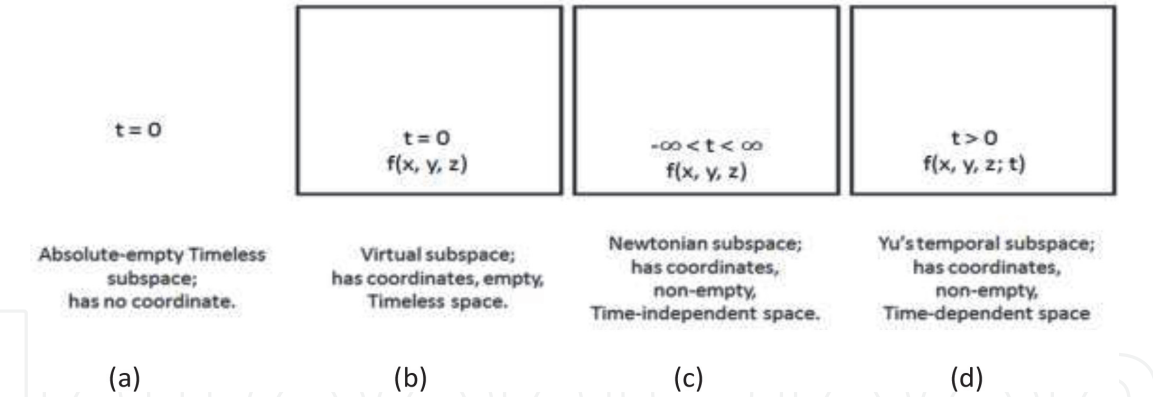 t = 0
Absolute-empty Timeless
subspace;
has no coordinate.
(a)
t = 0
f(x, y, z)
Virtual subspace;
has coordinates, empty,
Timeless space.
(b)
-∞ < t < ∞
f(x, y, z)
Newtonian subspace;
has coordinates,
non-empty,
Time-independent space.
(c)
t > 0
f(x, y, z; t)
Yu's temporal subspace;
has coordinates,
non-empty,
Time-dependent space
(d)